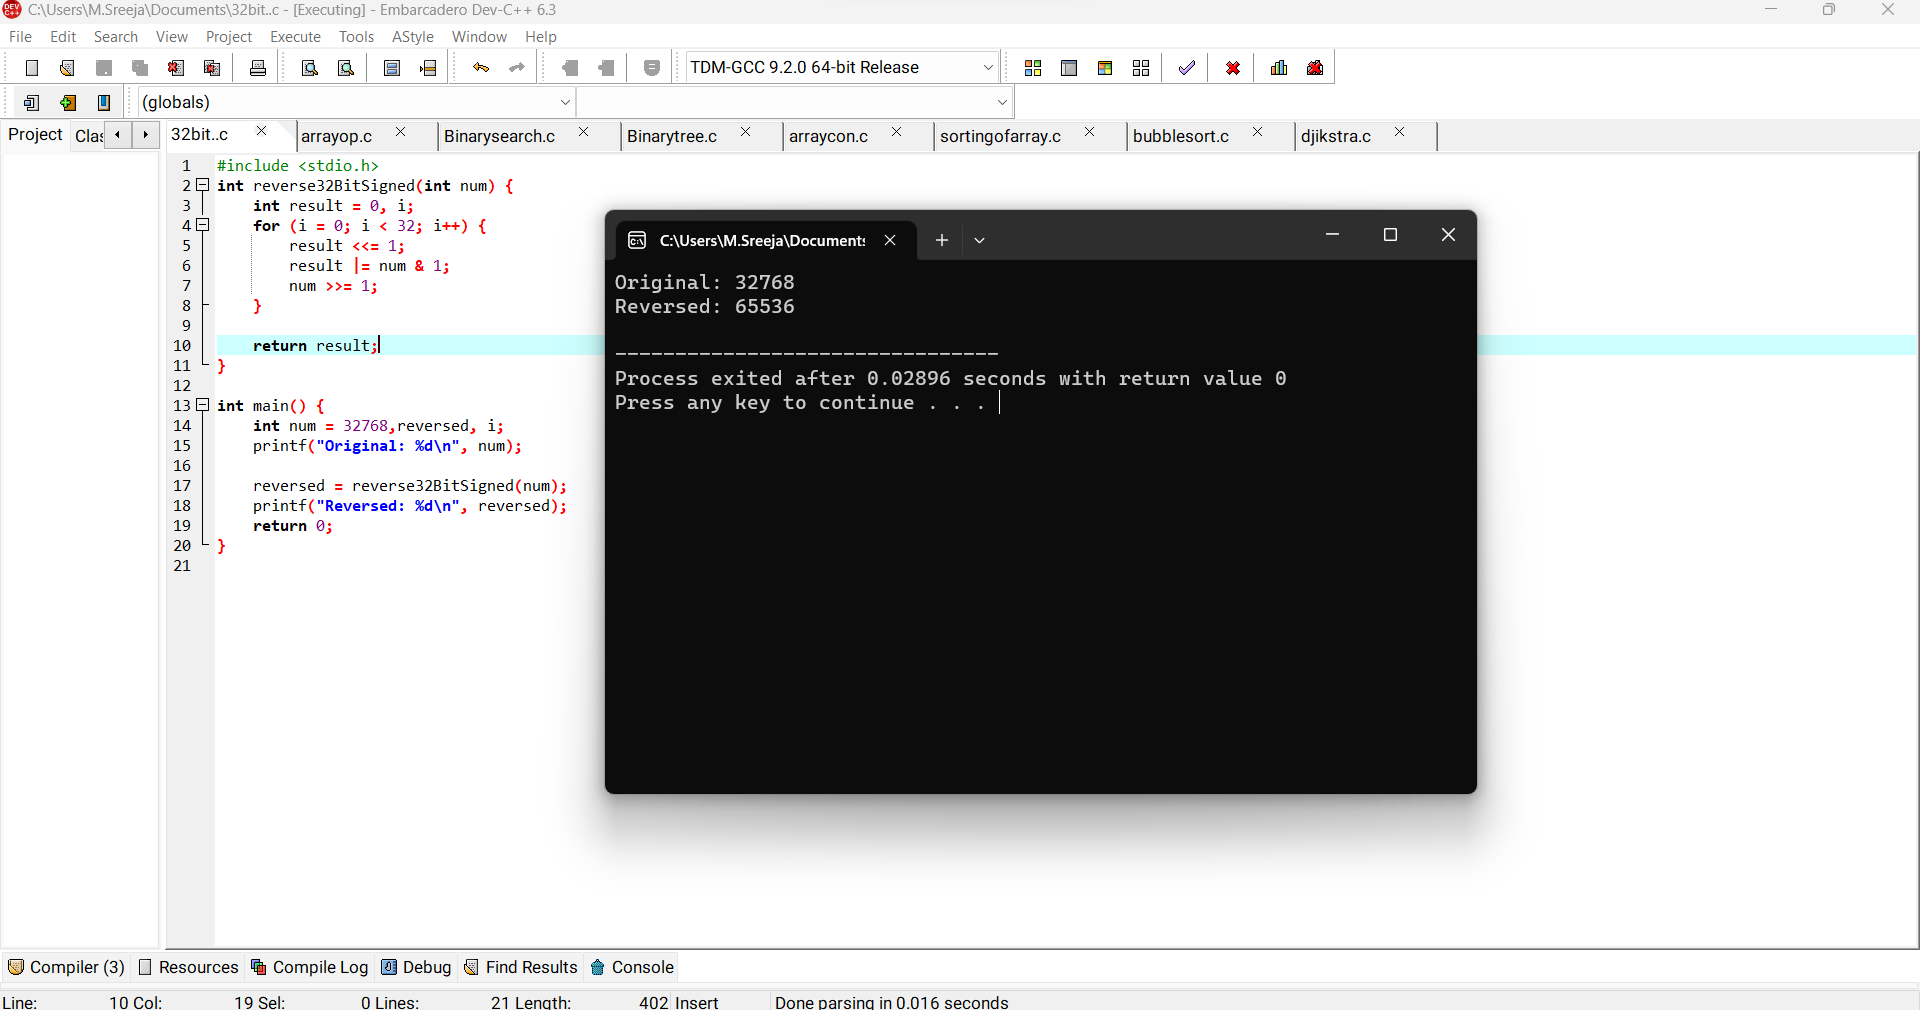 C:\Users\M.Sreeja\Documents\32bit..c - [Executing] - Embarcadero Dev-C++ 6.3
File Edit Search View Project Execute Tools AStyle Window Help
TDM-GCC 9.2.0 64-bit Release
(globals)
Project Clas 32bit..c arrayop.c Binarysearch.c Binarytree.c arraycon.c sortingofarray.c bubblesort.c djikstra.c
1 #include <stdio.h>
2 int reverse32BitSigned(int num) {
3 int result = 0, i;
4 for (i = 0; i < 32; i++) {
5 result <<= 1;
6 result |= num & 1;
7 num >>= 1;
8 }
9
10 return result;
11 }
12
13 int main() {
14 int num = 32768,reversed, i;
15 printf("Original: %d\n", num);
16
17 reversed = reverse32BitSigned(num);
18 printf("Reversed: %d\n", reversed);
19 return 0;
20 }
21
C:\Users\M.Sreeja\Documents
Original: 32768
Reversed: 65536
--------------------------------
Process exited after 0.02896 seconds with return value 0
Press any key to continue . . .
Compiler (3) Resources Compile Log Debug Find Results Console
Line: 10 Col: 19 Sel: 0 Lines: 21 Length: 402 Insert Done parsing in 0.016 seconds